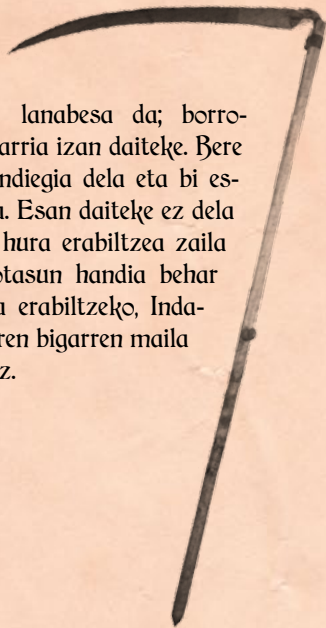 lanabesa da; borro-
arria izan daiteke. Bere
ndiegia dela eta bi es-
u. Esan daiteke ez dela
hura erabiltzea zaila
otasun handia behar
u erabiltzeko, Inda-
ren bigarren maila
z.